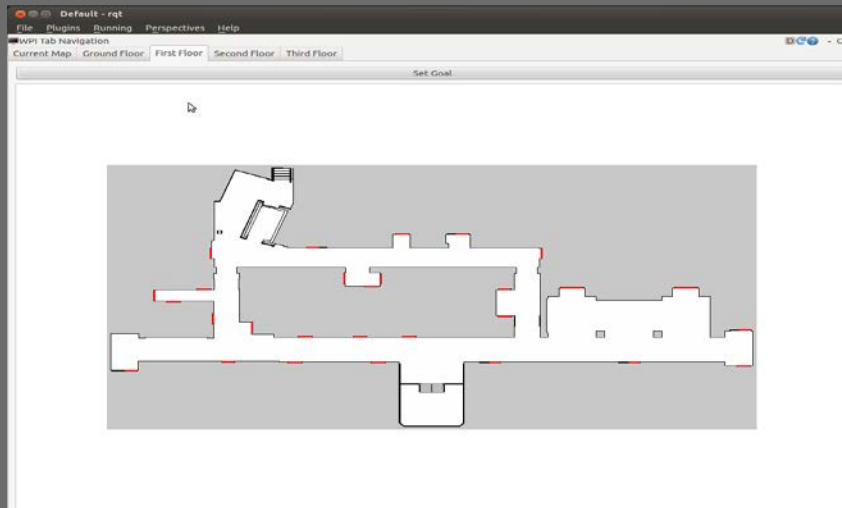 Default - rqt
File Plugins Running Perspectives Help
WPI Tab Navigation
Current Map Ground Floor First Floor Second Floor Third Floor
Set Goal